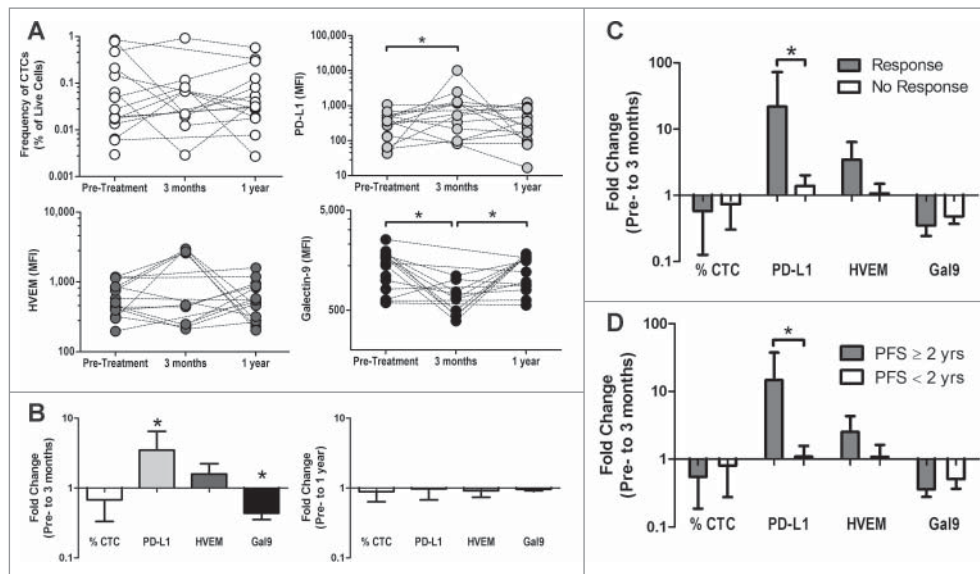 A
Frequency of CTCs
(% of Live Cells)
1
0.1
0.01
0.001
Pre-Treatment 3 months 1 year
PD-L1 (MFI)
100,000
10,000
1,000
100
10
*
Pre-Treatment 3 months 1 year
HVEM (MFI)
10,000
1,000
100
Pre-Treatment 3 months 1 year
Galectin-9 (MFI)
5,000
500
* *
Pre-Treatment 3 months 1 year
B
Fold Change
(Pre- to 3 months)
10
1
0.1
*
*
% CTC PD-L1 HVEM Gal9
Fold Change
(Pre- to 1 year)
10
1
0.1
% CTC PD-L1 HVEM Gal9
C
Fold Change
(Pre- to 3 months)
100
10
1
0.1
*
Response
No Response
% CTC PD-L1 HVEM Gal9
D
Fold Change
(Pre- to 3 months)
100
10
1
0.1
*
PFS ≥ 2 yrs
PFS < 2 yrs
% CTC PD-L1 HVEM Gal9